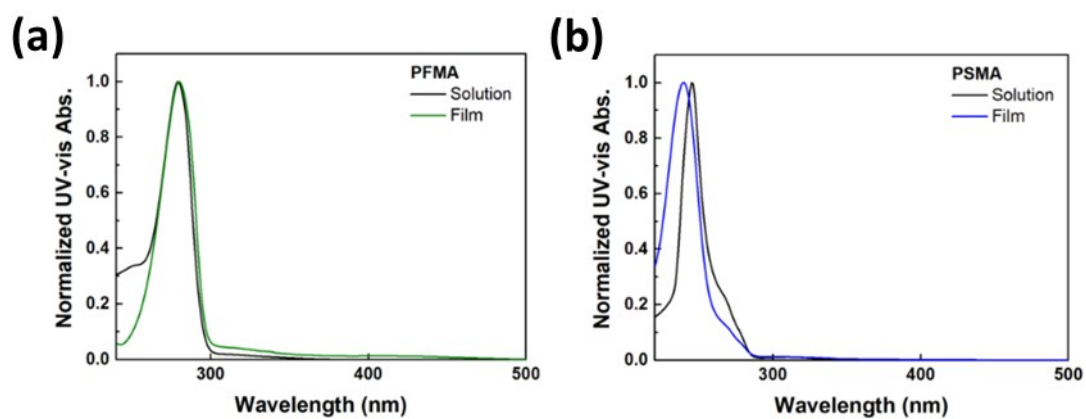 (a)
PFMA
Solution
Film
Normalized UV-vis Abs.
1.0
0.8
0.6
0.4
0.2
0.0
300
400
500
Wavelength (nm)
(b)
PSMA
Solution
Film
Normalized UV-vis Abs.
1.0
0.8
0.6
0.4
0.2
0.0
300
400
500
Wavelength (nm)